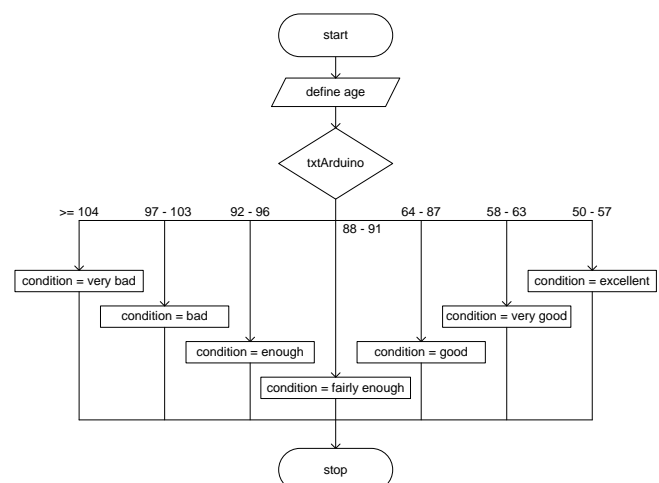 start
define age
txtArduino
>= 104
97 - 103
92 - 96
88 - 91
64 - 87
58 - 63
50 - 57
condition = very bad
condition = excellent
condition = bad
condition = very good
condition = enough
condition = good
condition = fairly enough
stop